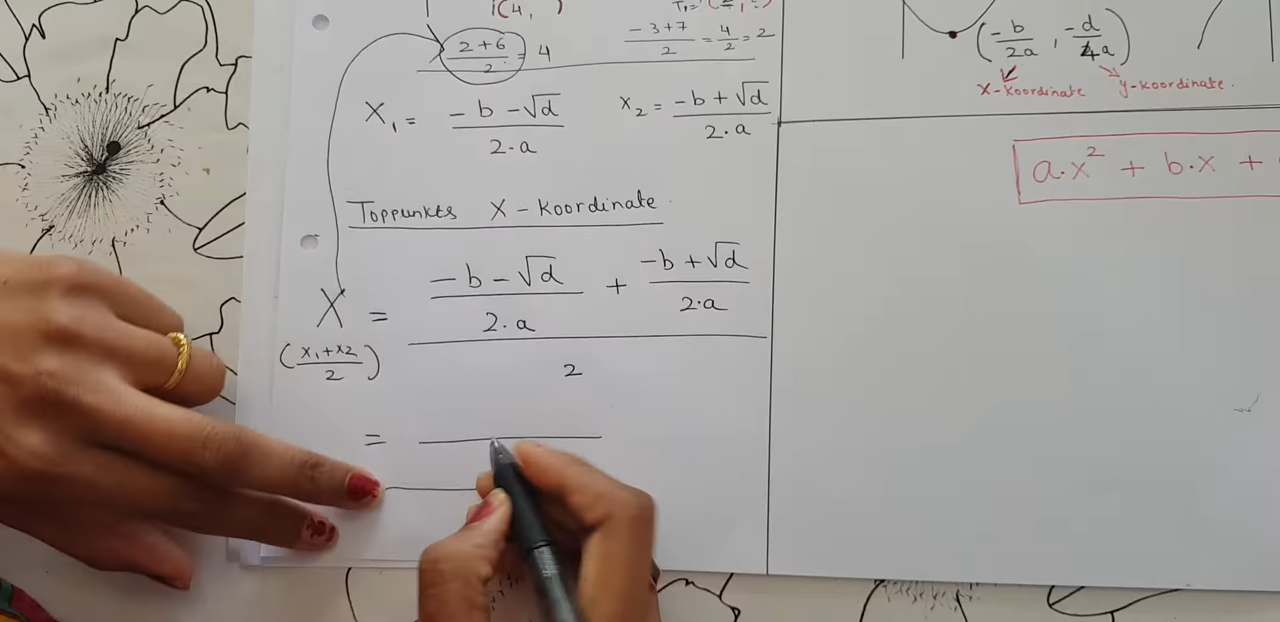 (2+6)/2 = 4
(-3+7)/2 = 4/2 = 2
x₁ = (-b - √d)/(2·a)
x₂ = (-b + √d)/(2·a)
Toppunkts X - Koordinate
X = ((-b - √d)/(2·a) + (-b + √d)/(2·a))/2
((x₁+x₂)/2)
=
(-b/2a , -d/4a)
x-koordinate
y-koordinate.
a·x² + b·x +